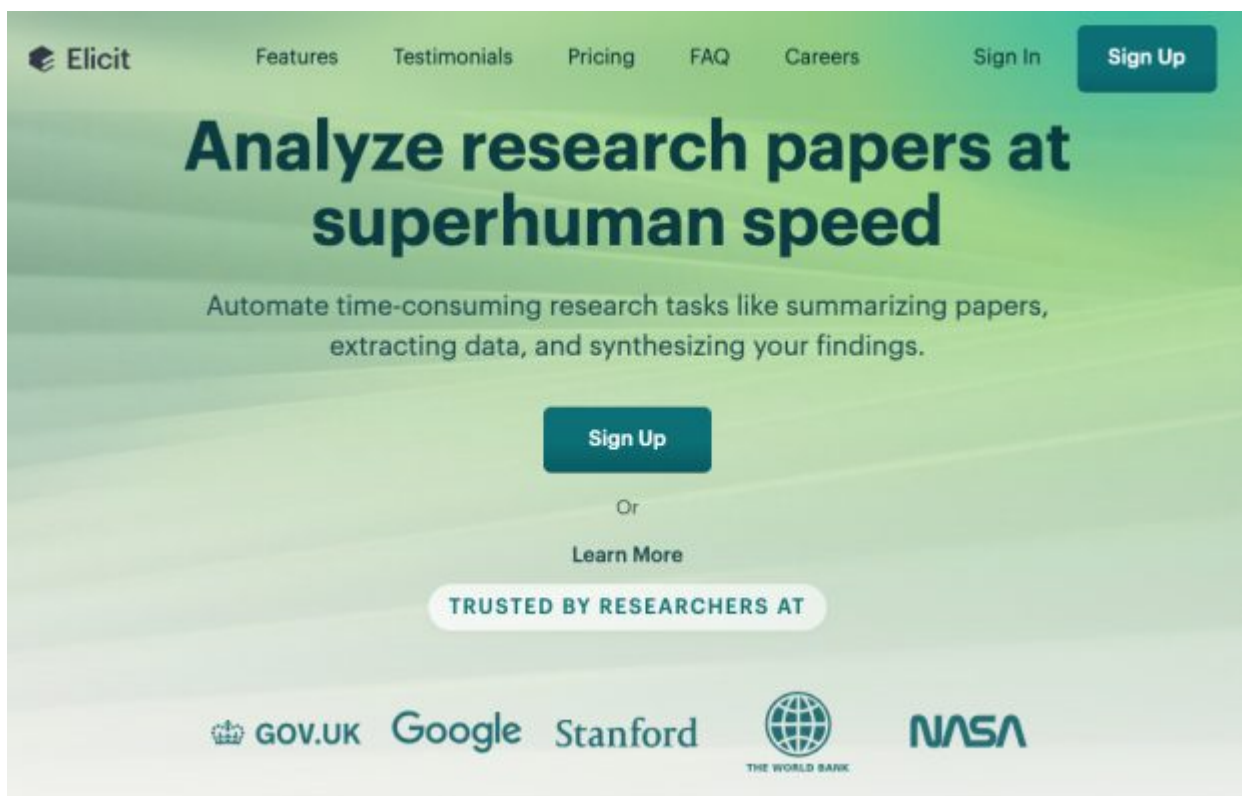 Elicit Features Testimonials Pricing FAQ Careers Sign In Sign Up
Analyze research papers at
superhuman speed
Automate time-consuming research tasks like summarizing papers,
extracting data, and synthesizing your findings.
Sign Up
Or
Learn More
TRUSTED BY RESEARCHERS AT
GOV.UK Google Stanford THE WORLD BANK NASA